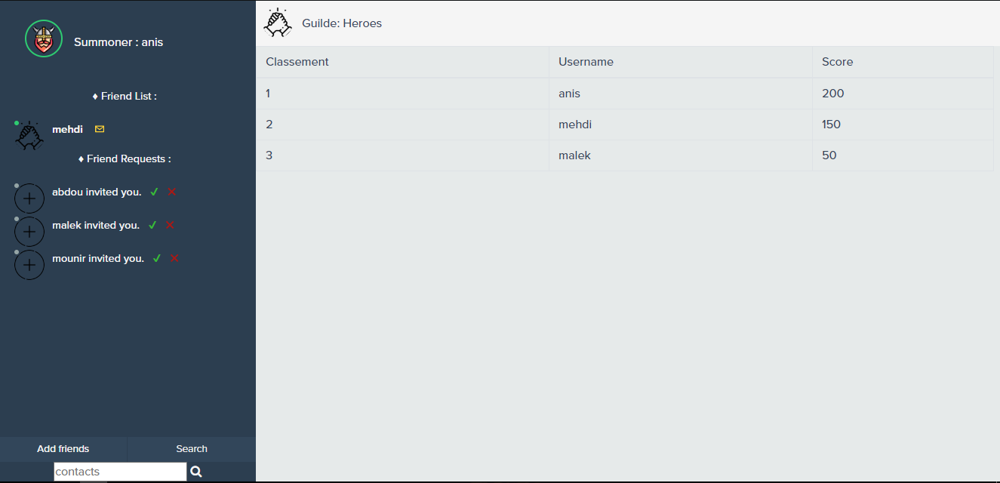 Summoner : anis
♦ Friend List :
mehdi
♦ Friend Requests :
abdou invited you.
malek invited you.
mounir invited you.
Add friends Search
contacts
Guilde: Heroes
Classement Username Score
1 anis 200
2 mehdi 150
3 malek 50